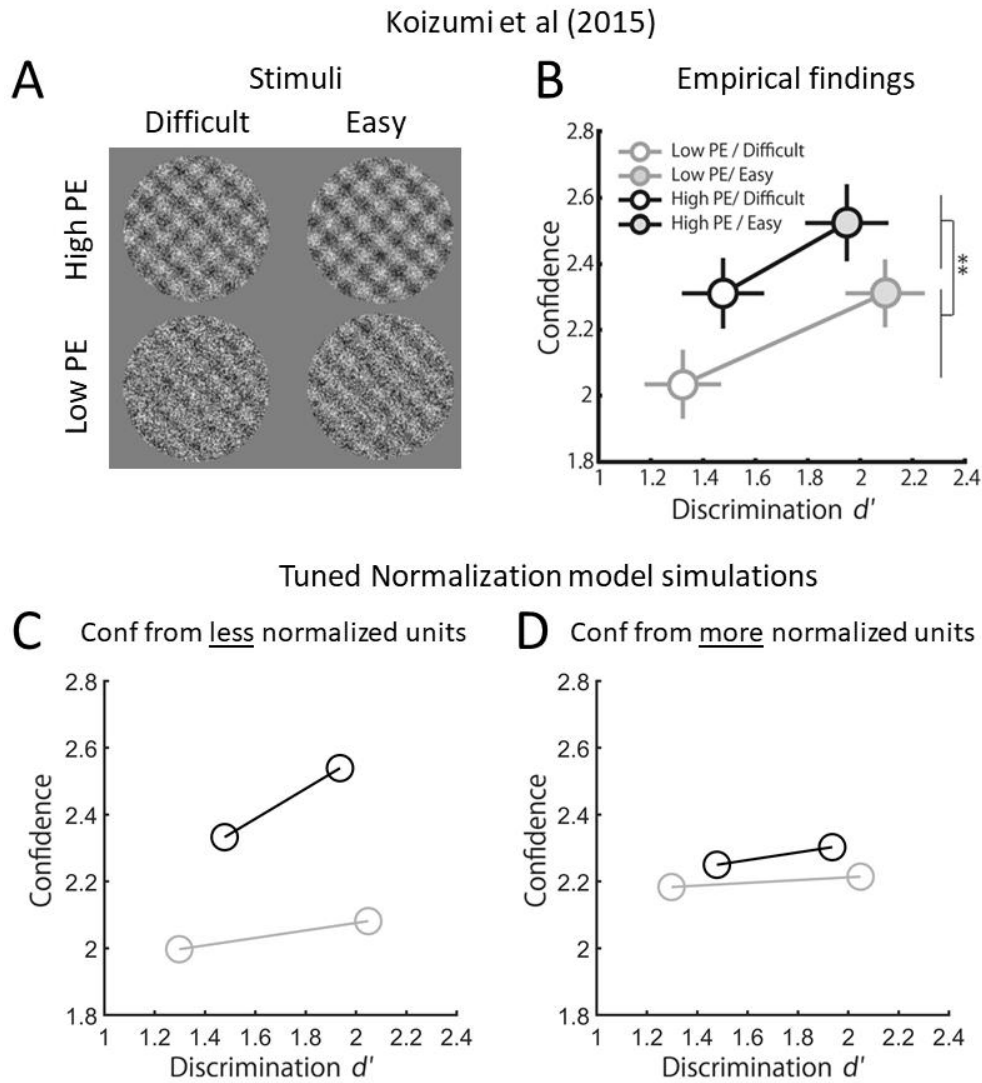 Koizumi et al (2015)
A
Stimuli
Difficult Easy
High PE
Low PE
B
Empirical findings
2.8
2.6
2.4
2.2
2
1.8
Confidence
Low PE / Difficult
Low PE/ Easy
High PE/ Difficult
High PE / Easy
**
1 1.2 1.4 1.6 1.8 2 2.2 2.4
Discrimination d'
Tuned Normalization model simulations
C
Conf from less normalized units
2.8
2.6
2.4
2.2
2
1.8
Confidence
1 1.2 1.4 1.6 1.8 2 2.2 2.4
Discrimination d'
D
Conf from more normalized units
2.8
2.6
2.4
2.2
2
1.8
Confidence
1 1.2 1.4 1.6 1.8 2 2.2 2.4
Discrimination d'